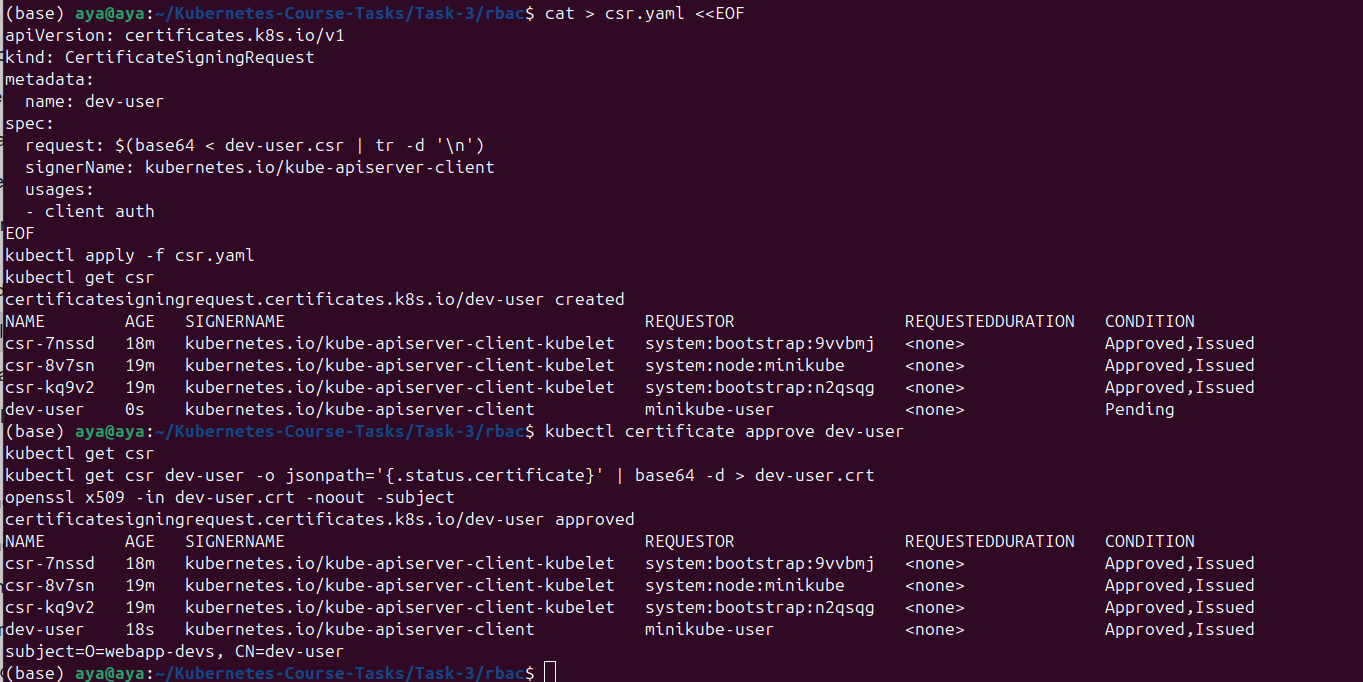 (base) aya@aya:~/Kubernetes-Course-Tasks/Task-3/rbac$ cat > csr.yaml <<EOF
apiVersion: certificates.k8s.io/v1
kind: CertificateSigningRequest
metadata:
  name: dev-user
spec:
  request: $(base64 < dev-user.csr | tr -d '\n')
  signerName: kubernetes.io/kube-apiserver-client
  usages:
  - client auth
EOF
kubectl apply -f csr.yaml
kubectl get csr
certificatesigningrequest.certificates.k8s.io/dev-user created
NAME        AGE   SIGNERNAME                                    REQUESTOR                 REQUESTEDDURATION   CONDITION
csr-7nssd   18m   kubernetes.io/kube-apiserver-client-kubelet   system:bootstrap:9vvbmj   <none>              Approved,Issued
csr-8v7sn   19m   kubernetes.io/kube-apiserver-client-kubelet   system:node:minikube      <none>              Approved,Issued
csr-kq9v2   19m   kubernetes.io/kube-apiserver-client-kubelet   system:bootstrap:n2qsqg   <none>              Approved,Issued
dev-user    0s    kubernetes.io/kube-apiserver-client           minikube-user             <none>              Pending
(base) aya@aya:~/Kubernetes-Course-Tasks/Task-3/rbac$ kubectl certificate approve dev-user
kubectl get csr
kubectl get csr dev-user -o jsonpath='{.status.certificate}' | base64 -d > dev-user.crt
openssl x509 -in dev-user.crt -noout -subject
certificatesigningrequest.certificates.k8s.io/dev-user approved
NAME        AGE   SIGNERNAME                                    REQUESTOR                 REQUESTEDDURATION   CONDITION
csr-7nssd   18m   kubernetes.io/kube-apiserver-client-kubelet   system:bootstrap:9vvbmj   <none>              Approved,Issued
csr-8v7sn   19m   kubernetes.io/kube-apiserver-client-kubelet   system:node:minikube      <none>              Approved,Issued
csr-kq9v2   19m   kubernetes.io/kube-apiserver-client-kubelet   system:bootstrap:n2qsqg   <none>              Approved,Issued
dev-user    18s   kubernetes.io/kube-apiserver-client           minikube-user             <none>              Approved,Issued
subject=O=webapp-devs, CN=dev-user
(base) aya@aya:~/Kubernetes-Course-Tasks/Task-3/rbac$